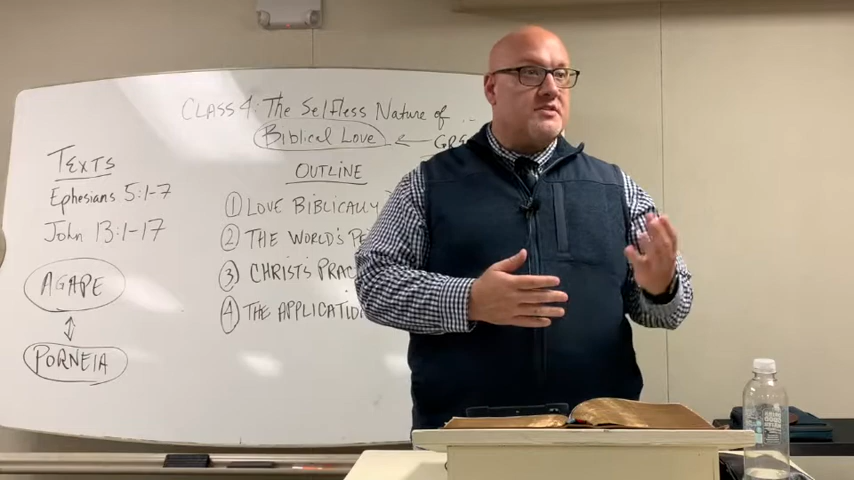 CLASS 4: The Selfless Nature of ...
Biblical Love ←
OUTLINE
① LOVE BIBLICALLY
② THE WORLD'S
③ CHRIST'S
④ THE APPLICATION
TEXTS
Ephesians 5:1-7
John 13:1-17
AGAPE
PORNEIA